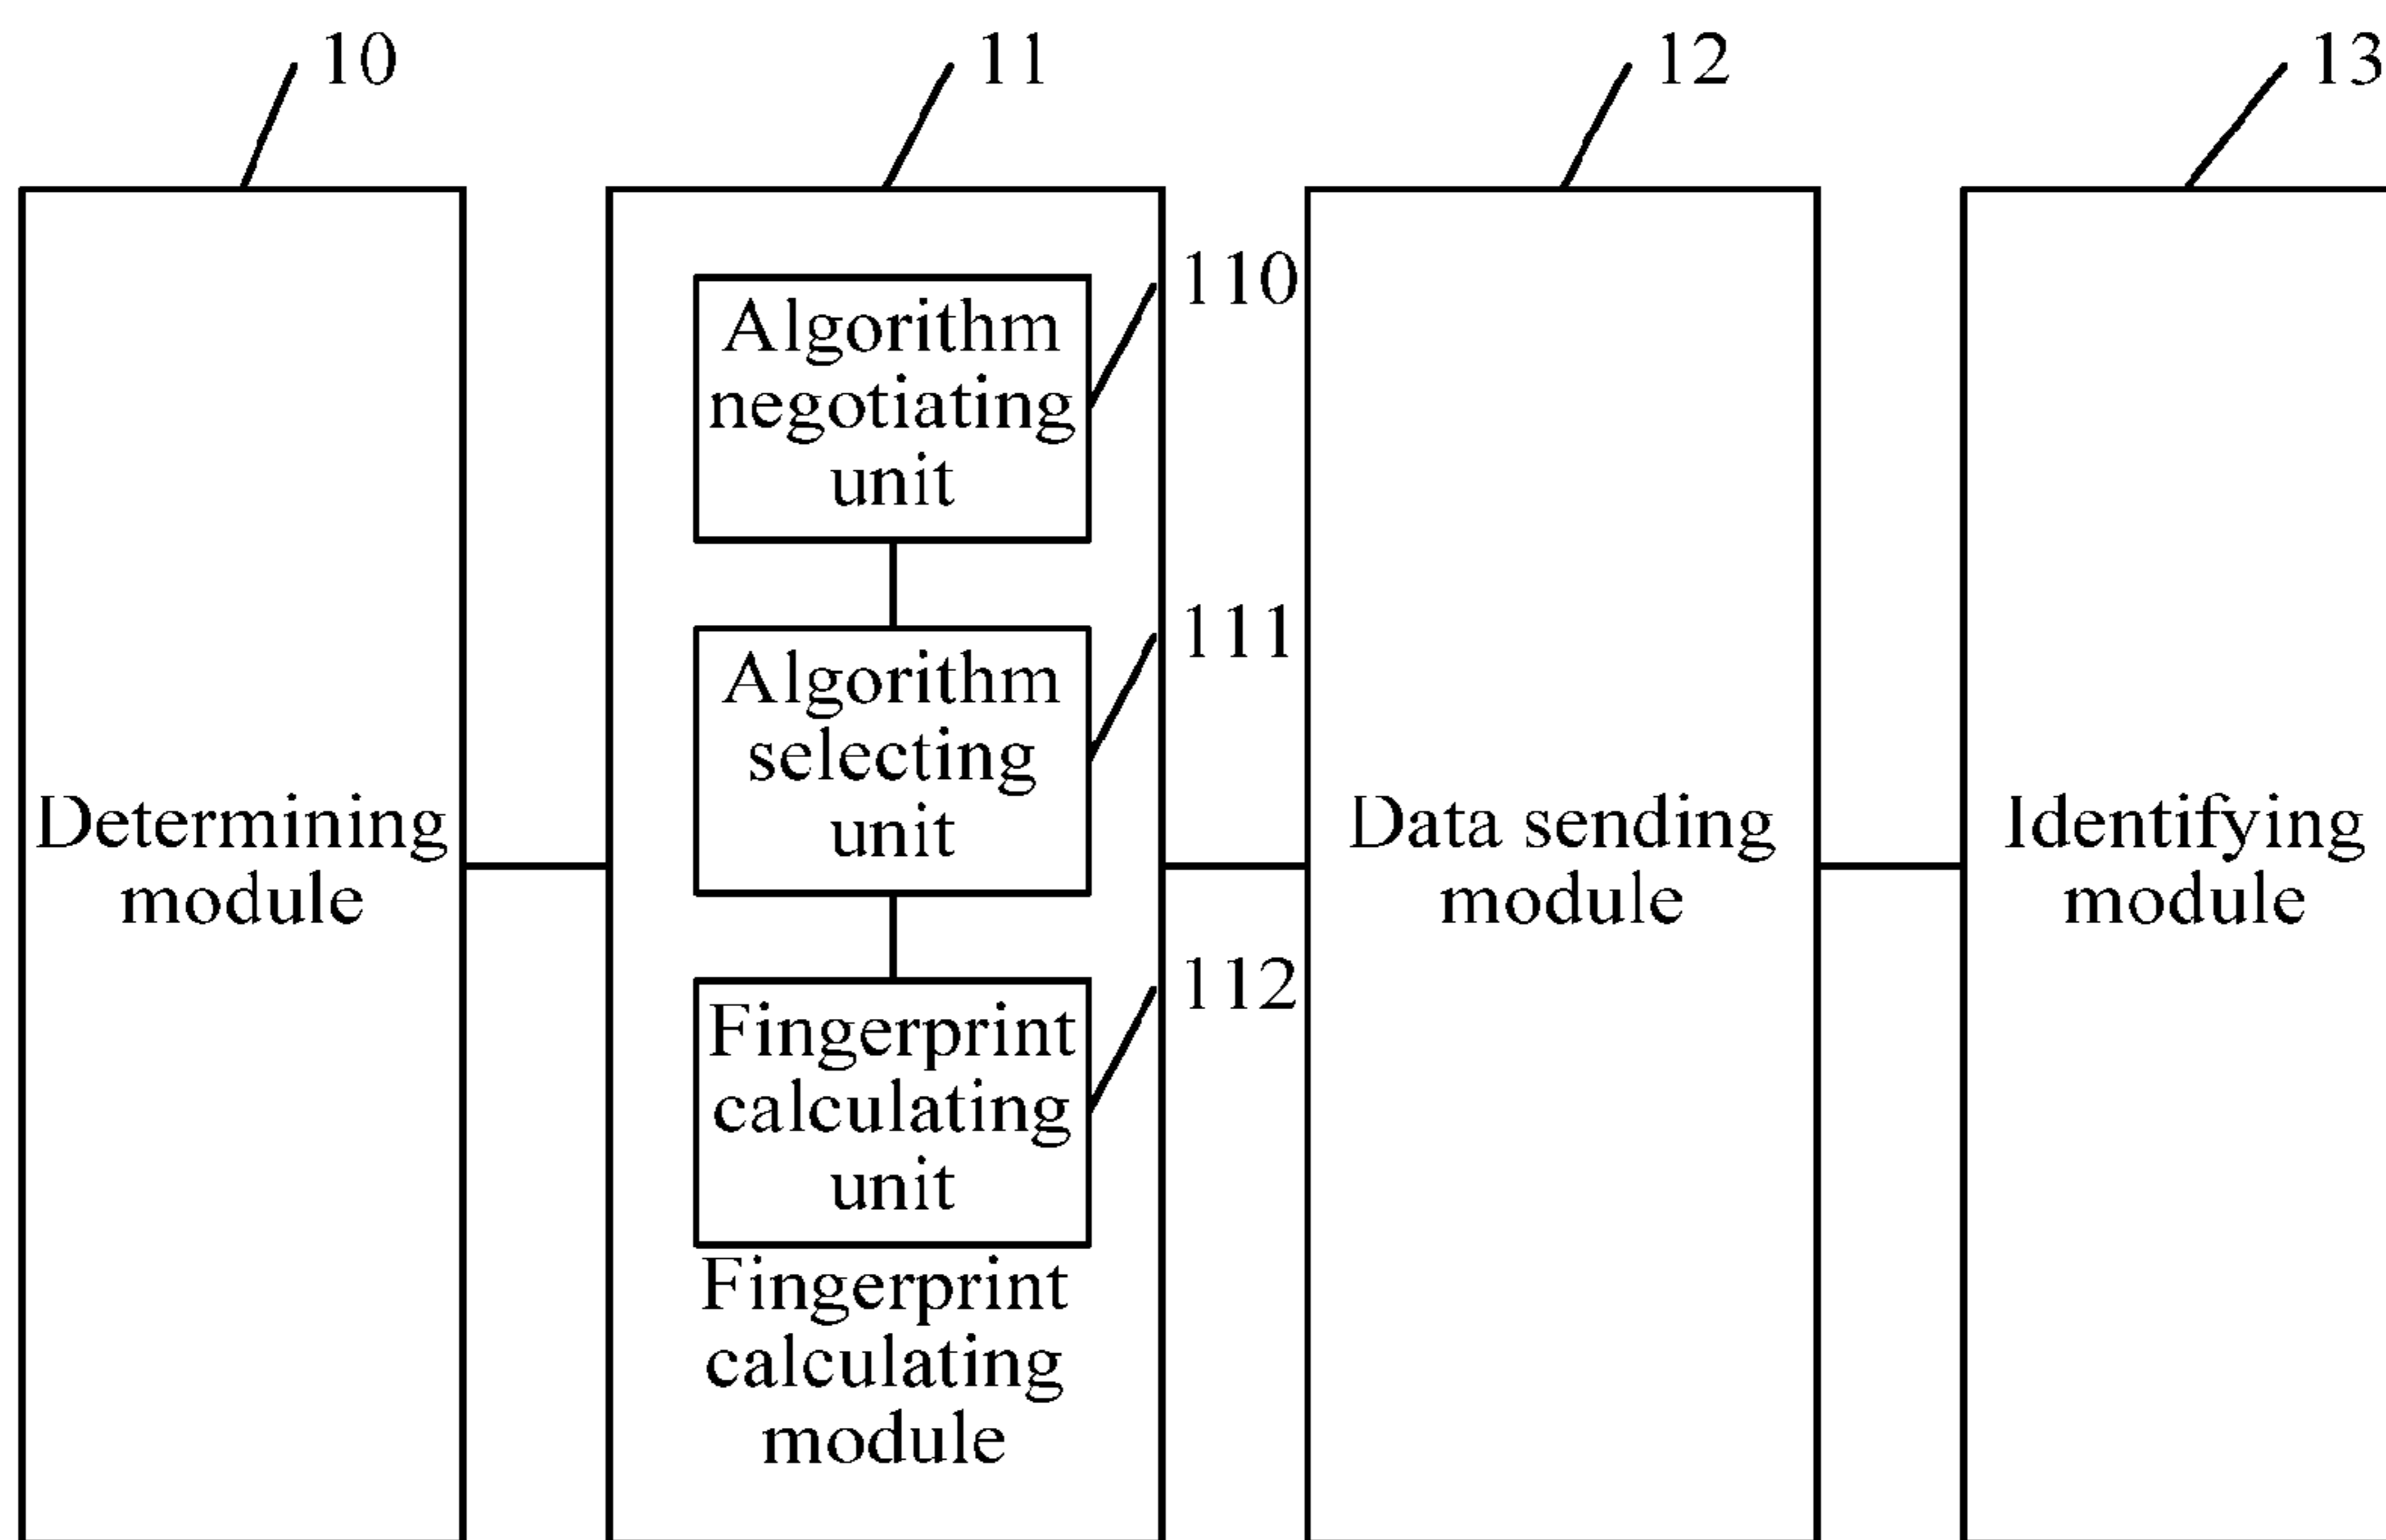 10
11
12
13
110
Algorithm
negotiating
unit
111
Algorithm
selecting
unit
Determining
module
Data sending
module
Identifying
module
112
Fingerprint
calculating
unit
Fingerprint
calculating
module